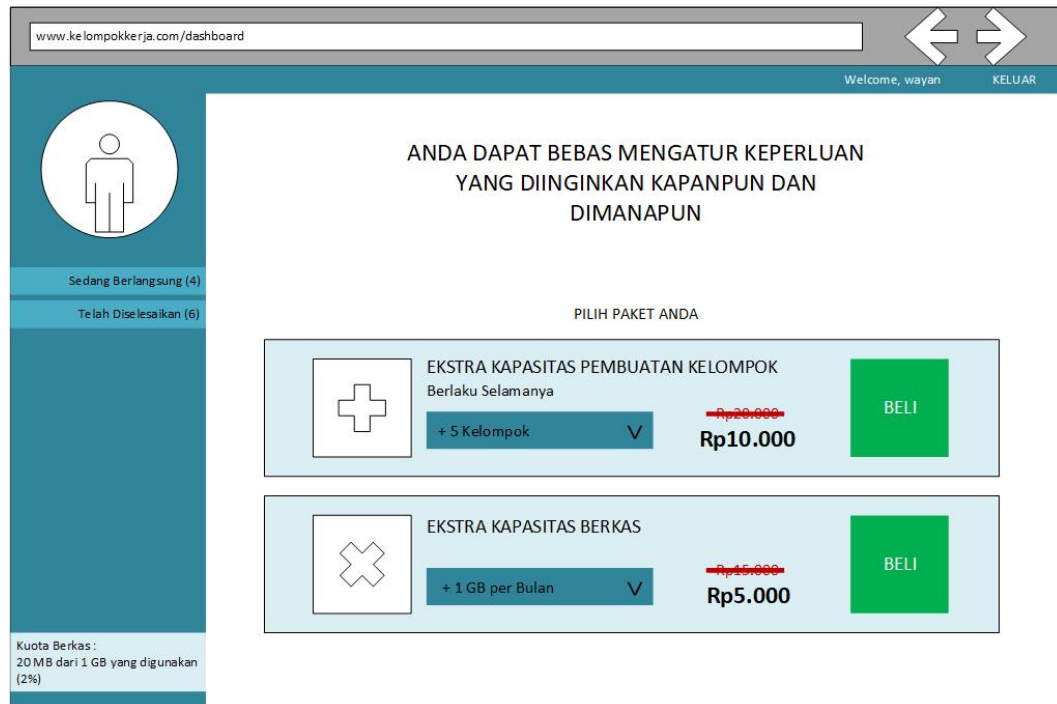 www.kelompokkerja.com/dashboard
Welcome, wayan
KELUAR
ANDA DAPAT BEBAS MENGATUR KEPERLUAN
YANG DIINGINKAN KAPANPUN DAN
DIMANAPUN
Sedang Berlangsung (4)
Telah Diselesaikan (6)
PILIH PAKET ANDA
EKSTRA KAPASITAS PEMBUATAN KELOMPOK
Berlaku Selamanya
+ 5 Kelompok V
Rp20.000
Rp10.000
BELI
EKSTRA KAPASITAS BERKAS
+ 1 GB per Bulan V
Rp15.000
Rp5.000
BELI
Kuota Berkas :
20 MB dari 1 GB yang digunakan
(2%)